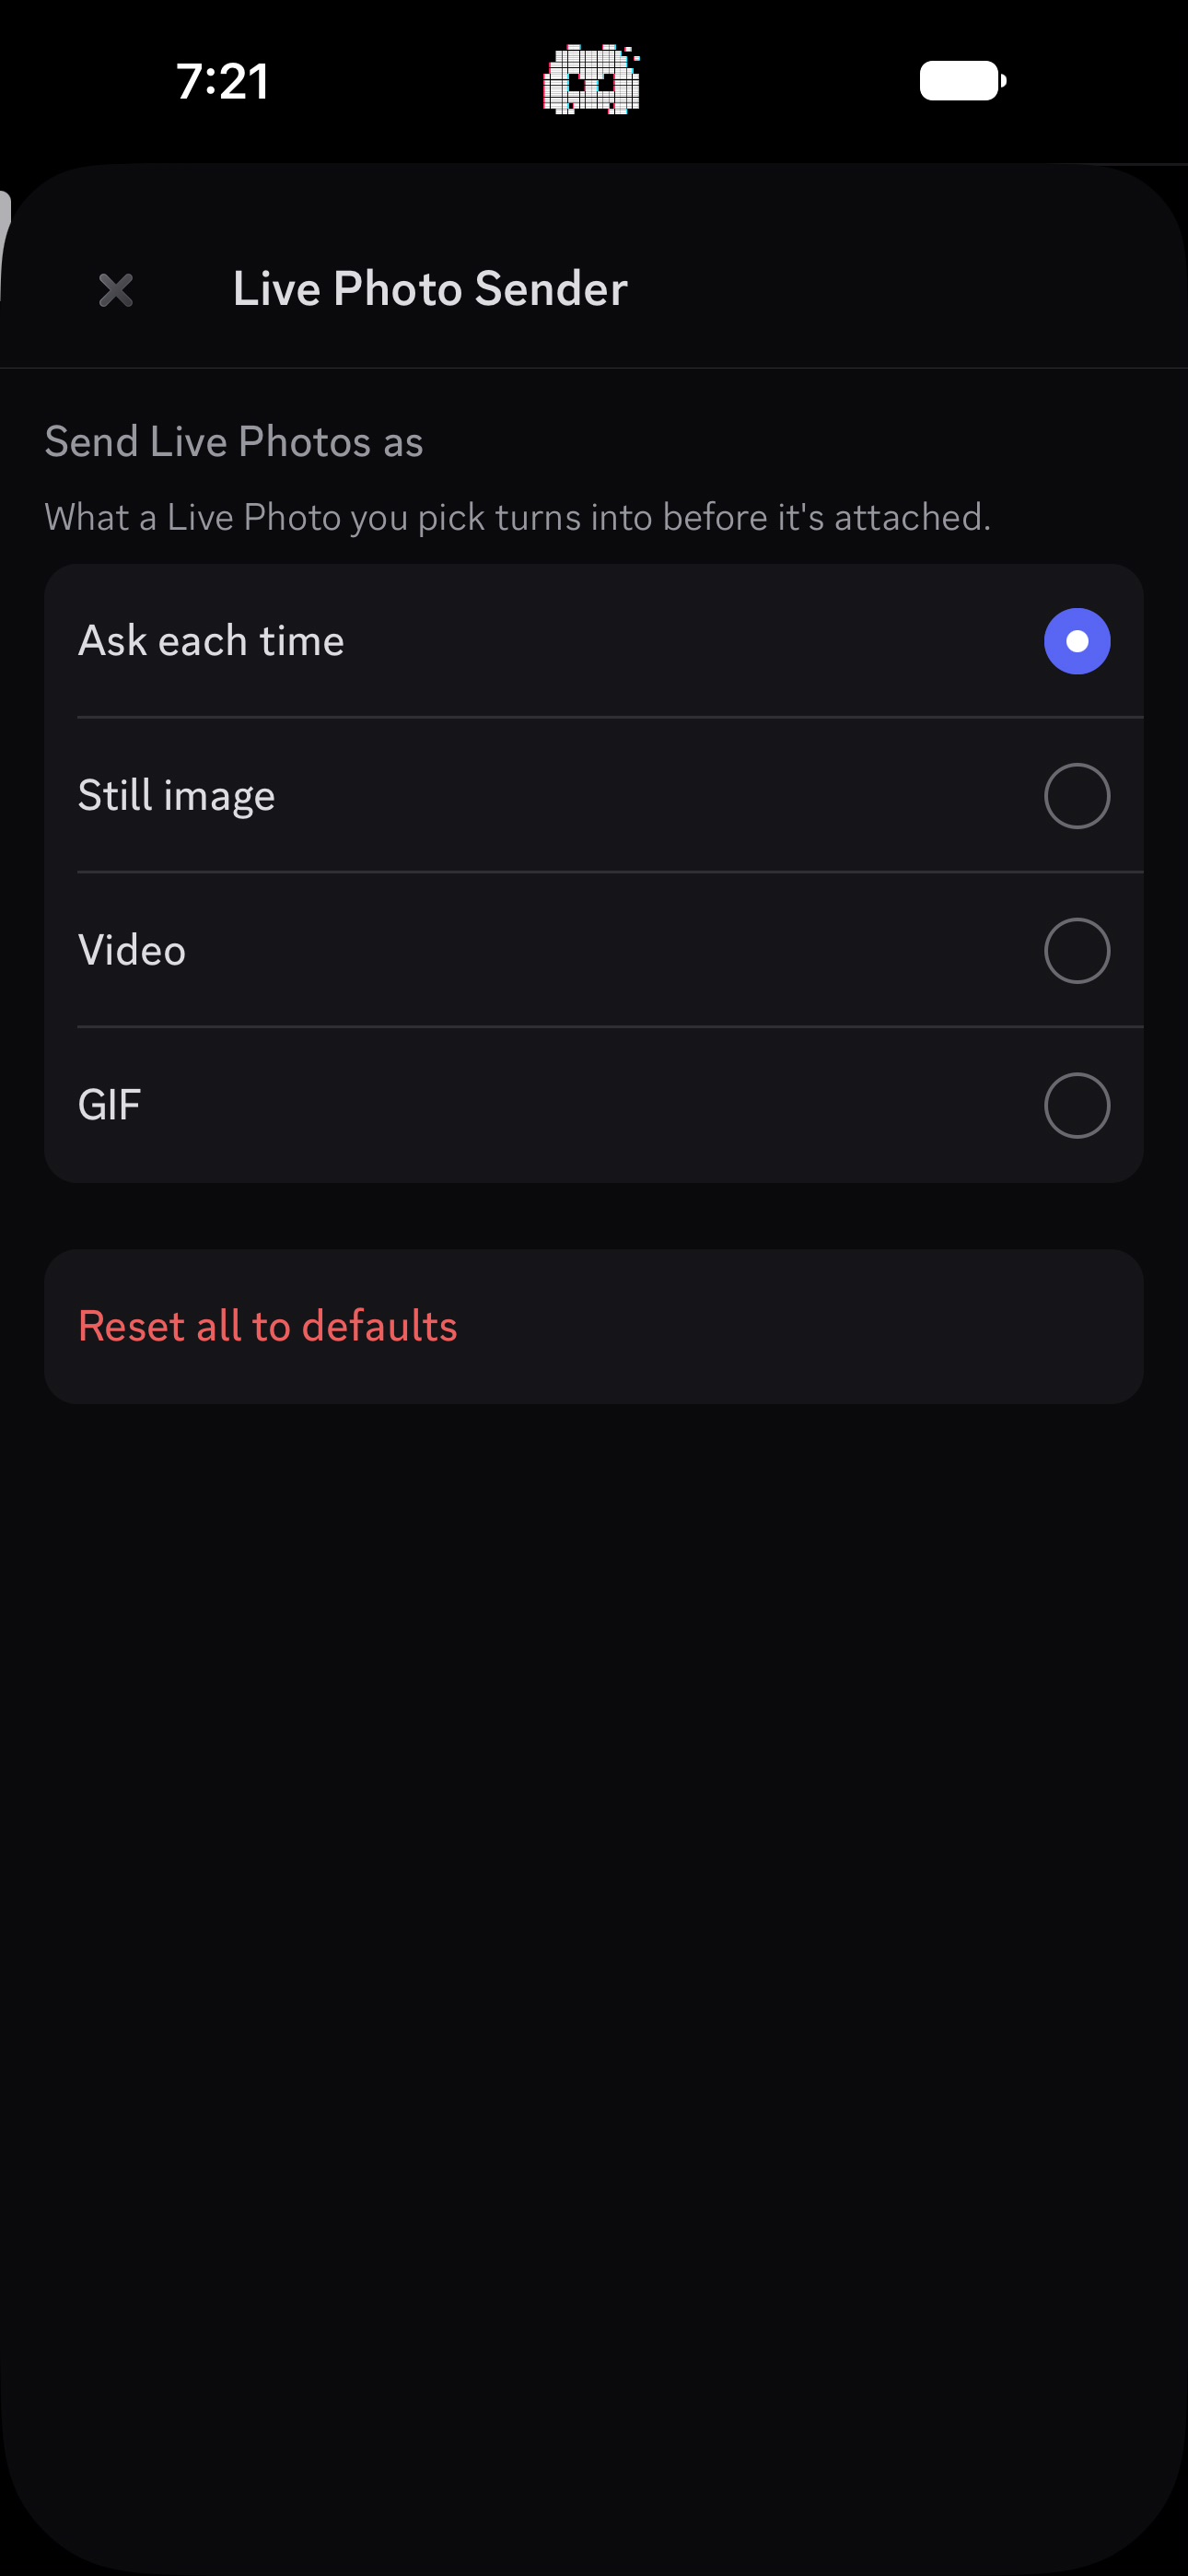 7:21
Live Photo Sender
Send Live Photos as
What a Live Photo you pick turns into before it's attached.
Ask each time
Still image
Video
GIF
Reset all to defaults